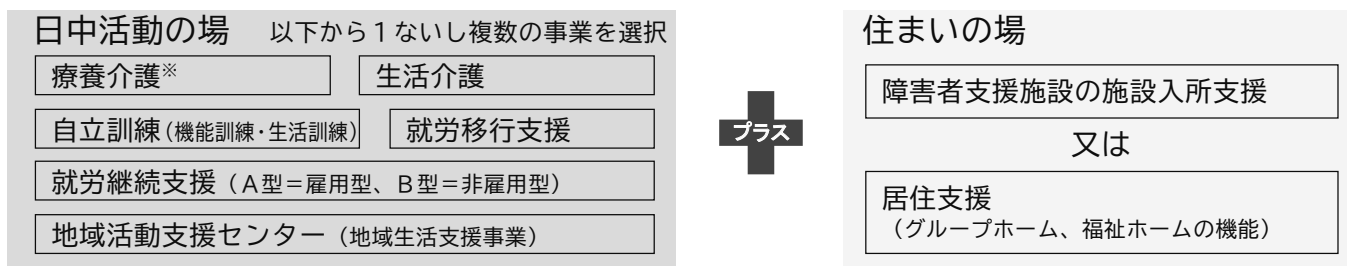 日中活動の場 以下から1ないし複数の事業を選択
療養介護※ 生活介護
自立訓練(機能訓練・生活訓練) 就労移行支援
就労継続支援(A型=雇用型、B型=非雇用型)
地域活動支援センター(地域生活支援事業)
プラス
住まいの場
障害者支援施設の施設入所支援
又は
居住支援
(グループホーム、福祉ホームの機能)